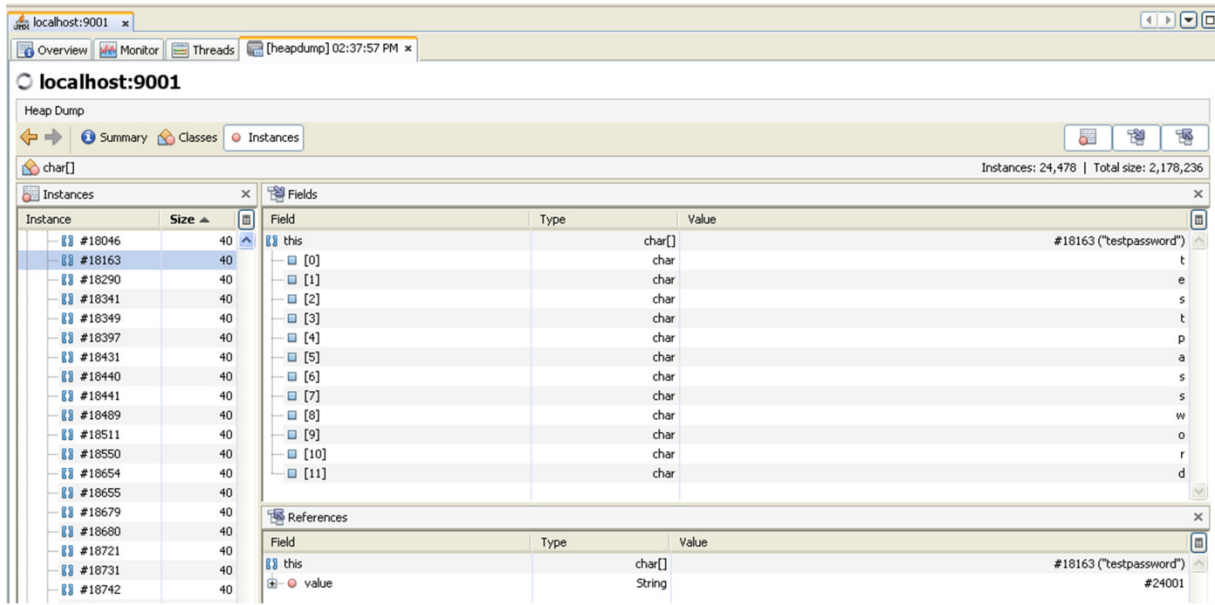 JMX localhost:9001 x
Overview Monitor Threads [heapdump] 02:37:57 PM x
localhost:9001
Heap Dump
Summary Classes Instances
char[] Instances: 24,478 | Total size: 2,178,236
Instances x Fields x
Instance Size Field Type Value
#18046 40 this char[] #18163 ("testpassword")
#18163 40 [0] char t
#18290 40 [1] char e
#18341 40 [2] char s
#18349 40 [3] char t
#18397 40 [4] char p
#18431 40 [5] char a
#18440 40 [6] char s
#18441 40 [7] char s
#18489 40 [8] char w
#18511 40 [9] char o
#18550 40 [10] char r
#18654 40 [11] char d
#18655 40
#18679 40 References x
#18680 40 Field Type Value
#18721 40 this char[] #18163 ("testpassword")
#18731 40 value String #24001
#18742 40